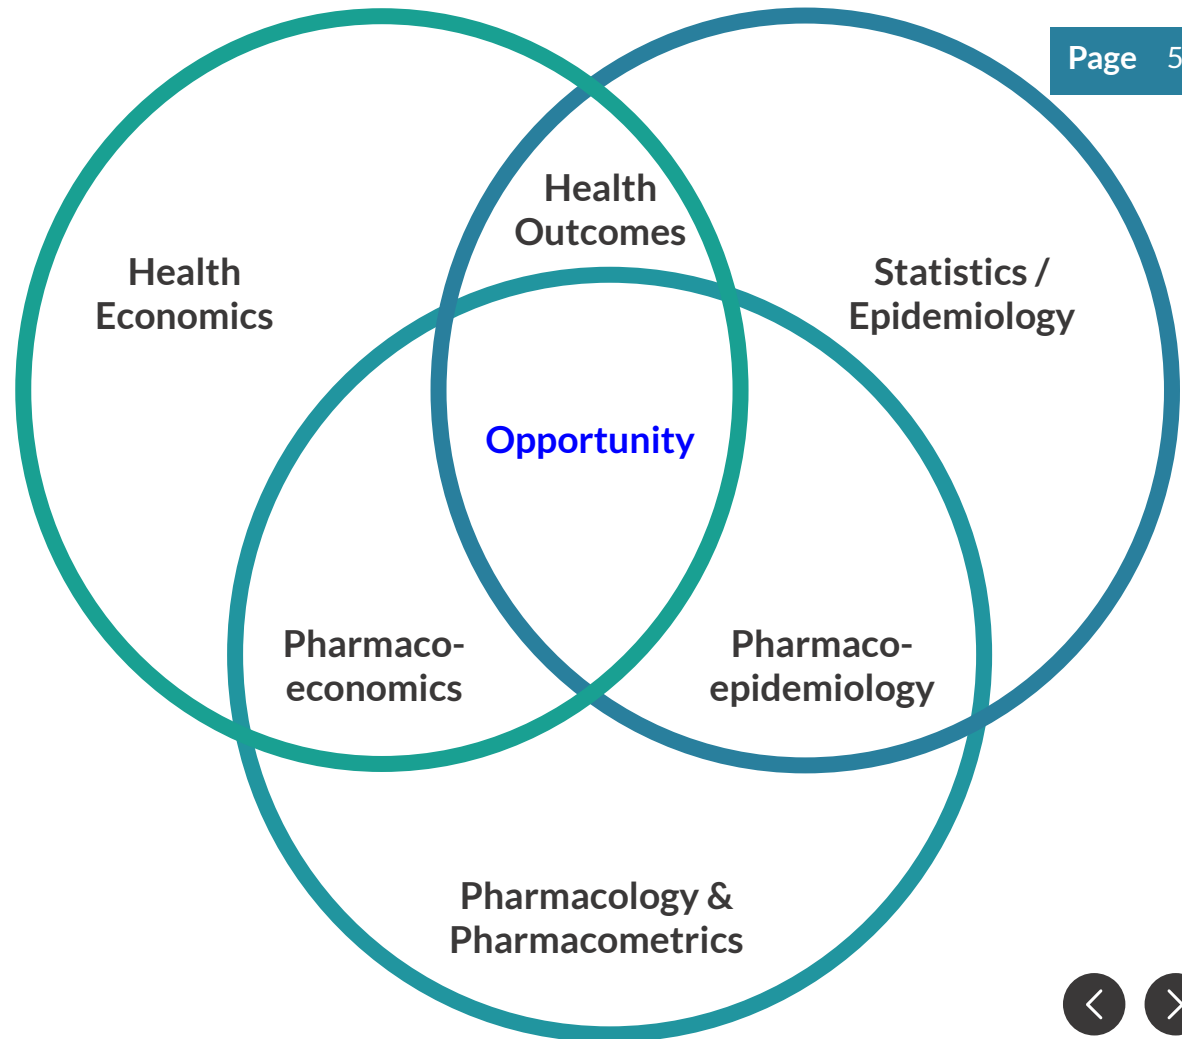 Page 5
Health
Outcomes
Health
Economics
Statistics /
Epidemiology
Opportunity
Pharmaco-
economics
Pharmaco-
epidemiology
Pharmacology &
Pharmacometrics